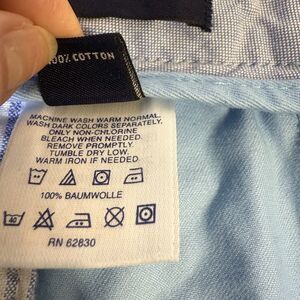 100% COTTON
MACHINE WASH WARM NORMAL.
WASH DARK COLORS SEPARATELY.
ONLY NON-CHLORINE
BLEACH WHEN NEEDED.
REMOVE PROMPTLY.
TUMBLE DRY LOW.
WARM IRON IF NEEDED.
100% BAUMWOLLE
40
RN 62830